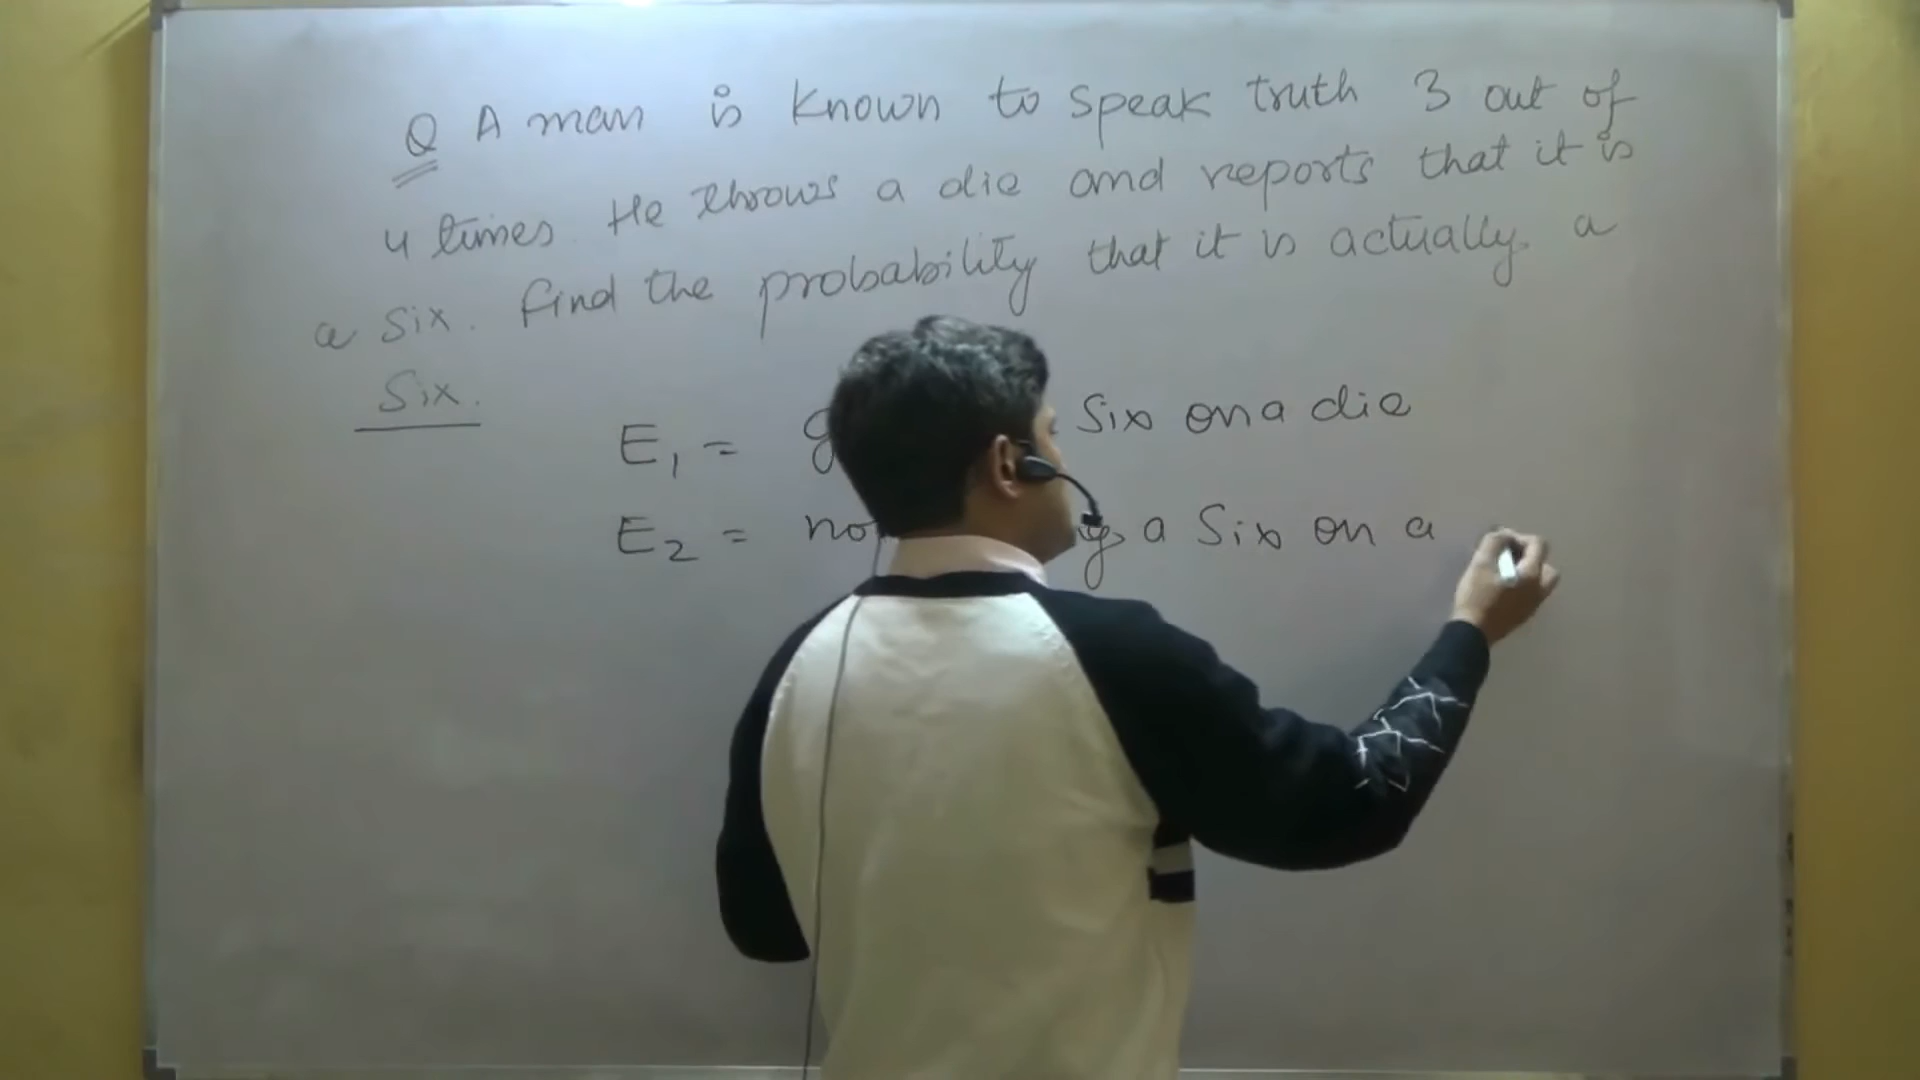 Q A man is known to speak truth 3 out of
4 times He throws a die and reports that it is
a six. find the probability that it is actually a
Six.
E1 = Six on a die
E2 = a Six on a